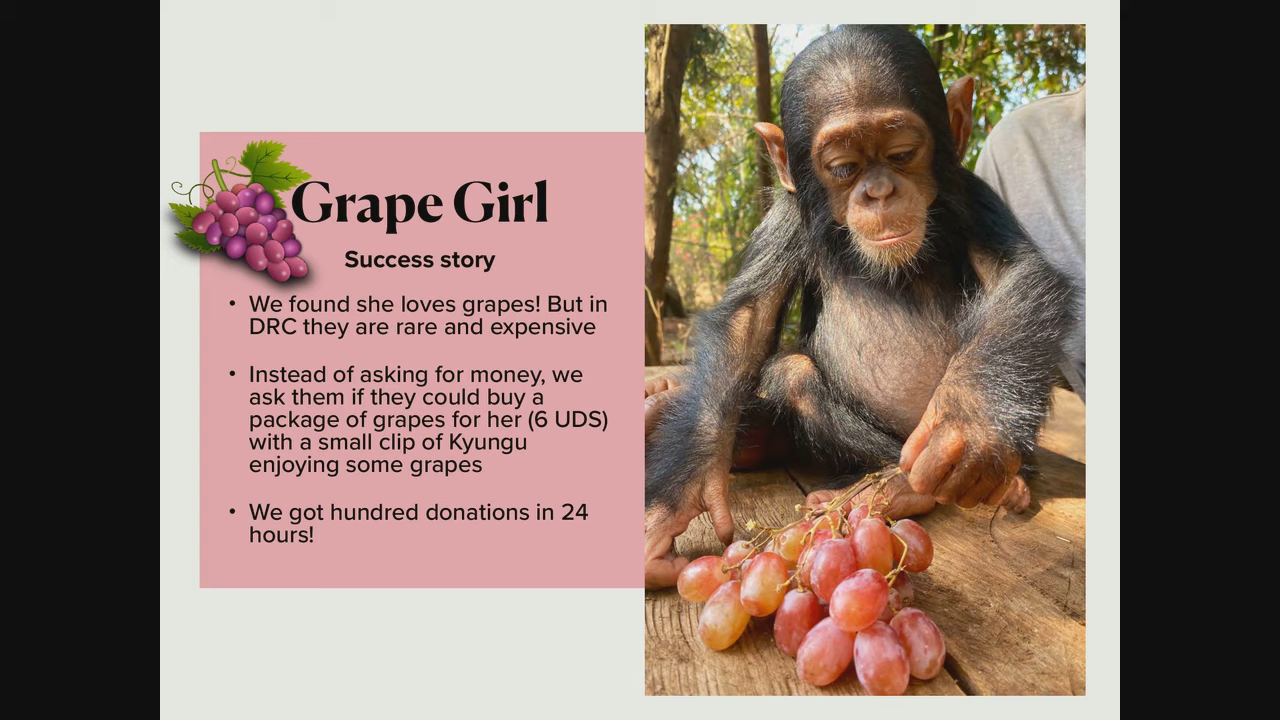 Grape Girl
Success story
• We found she loves grapes! But in
DRC they are rare and expensive
• Instead of asking for money, we
ask them if they could buy a
package of grapes for her (6 UDS)
with a small clip of Kyungu
enjoying some grapes
• We got hundred donations in 24
hours!